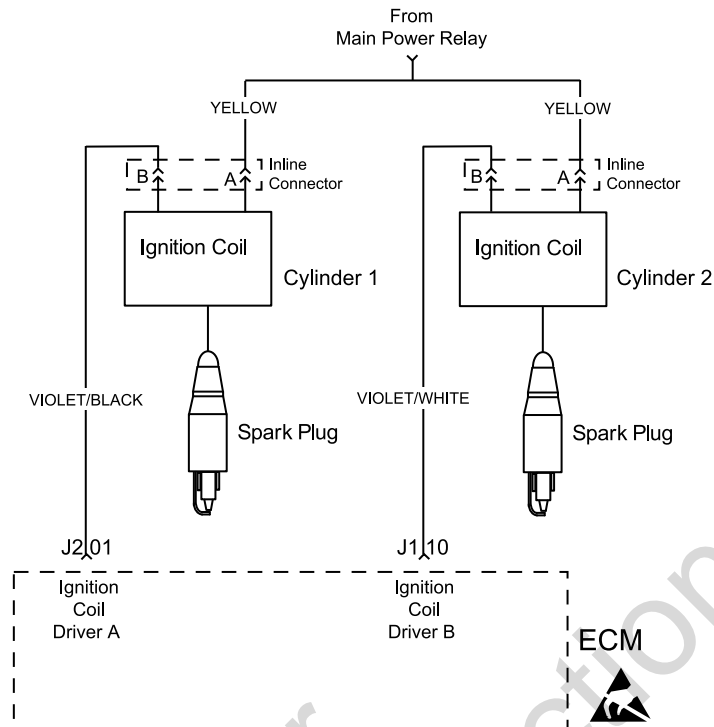 From
Main Power Relay
YELLOW
YELLOW
B
A
Inline
Connector
B
A
Inline
Connector
Ignition Coil
Cylinder 1
Ignition Coil
Cylinder 2
VIOLET/BLACK
VIOLET/WHITE
Spark Plug
Spark Plug
J2 01
J1 10
Ignition
Coil
Driver A
Ignition
Coil
Driver B
ECM